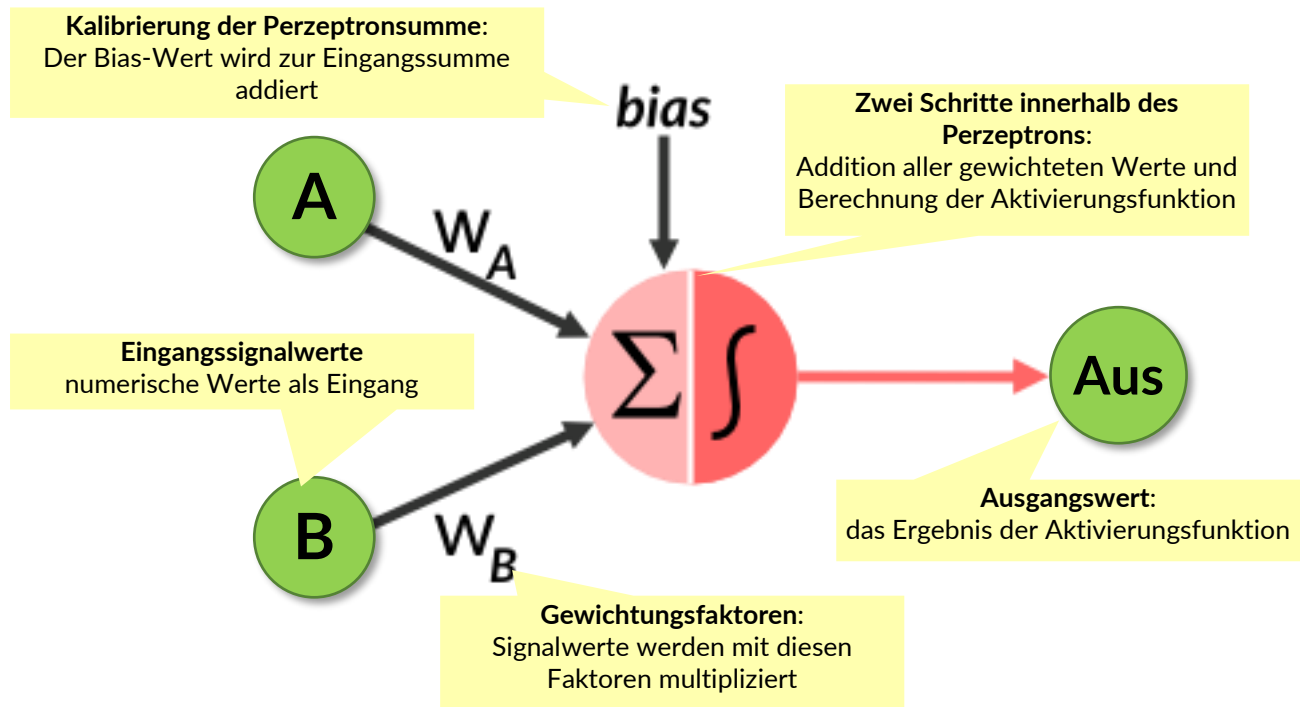 Kalibrierung der Perzeptronsumme:
Der Bias-Wert wird zur Eingangssumme
addiert
bias
Zwei Schritte innerhalb des
Perzeptrons:
Addition aller gewichteten Werte und
Berechnung der Aktivierungsfunktion
A
W_A
Eingangssignalwerte
numerische Werte als Eingang
Σ ∫
Aus
B
W_B
Ausgangswert:
das Ergebnis der Aktivierungsfunktion
Gewichtungsfaktoren:
Signalwerte werden mit diesen
Faktoren multipliziert